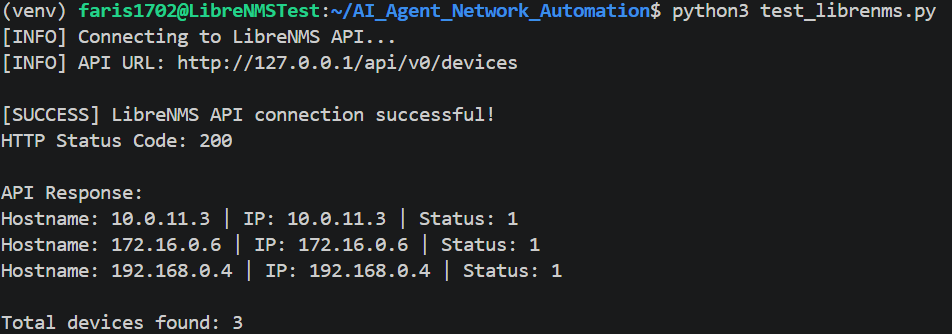 (venv) faris1702@LibreNMSTest:~/AI_Agent_Network_Automation$ python3 test_librenms.py
[INFO] Connecting to LibreNMS API...
[INFO] API URL: http://127.0.0.1/api/v0/devices
[SUCCESS] LibreNMS API connection successful!
HTTP Status Code: 200
API Response:
Hostname: 10.0.11.3 | IP: 10.0.11.3 | Status: 1
Hostname: 172.16.0.6 | IP: 172.16.0.6 | Status: 1
Hostname: 192.168.0.4 | IP: 192.168.0.4 | Status: 1
Total devices found: 3